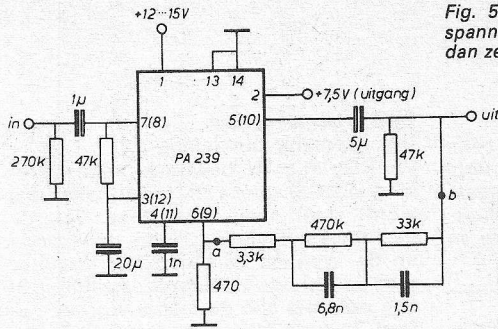 +12...15V
Fig. 5
spann
dan ze
1
13
14
2
+7,5V (uitgang)
1µ
in
7(8)
5(10)
uit
5µ
270k
47k
PA 239
47k
3(12)
b
4(11)
6(9)
a
470k
33k
3,3k
20µ
1n
470
6,8n
1,5n